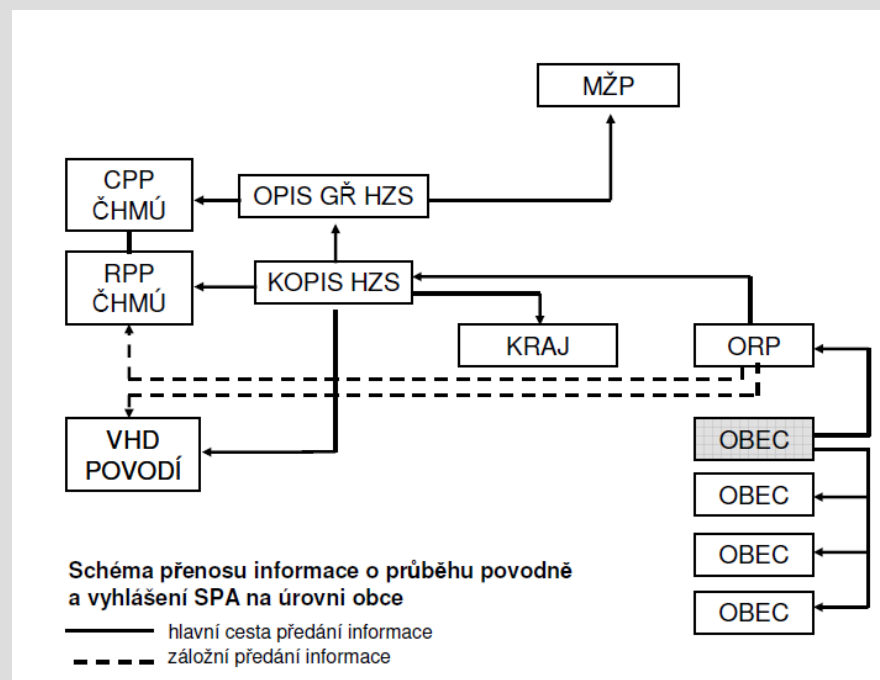 MŽP
CPP
ČHMÚ
OPIS GŘ HZS
RPP
ČHMÚ
KOPIS HZS
KRAJ
ORP
VHD
POVODÍ
OBEC
OBEC
OBEC
OBEC
Schéma přenosu informace o průběhu povodně
a vyhlášení SPA na úrovni obce
hlavní cesta předání informace
záložní předání informace